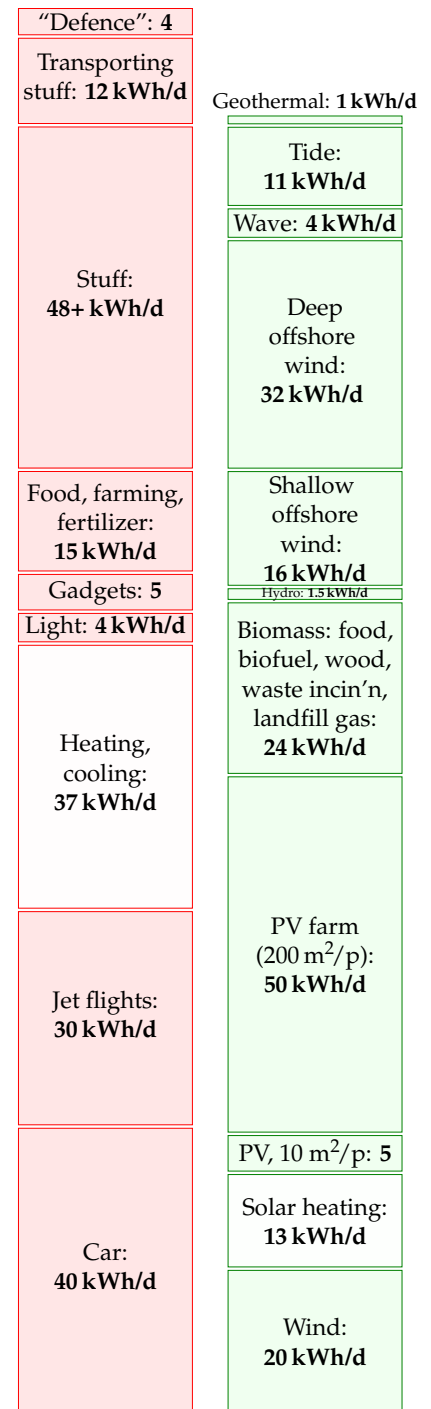 “Defence”: 4
Transporting
stuff: 12 kWh/d
Stuff:
48+ kWh/d
Food, farming,
fertilizer:
15 kWh/d
Gadgets: 5
Light: 4 kWh/d
Heating,
cooling:
37 kWh/d
Jet flights:
30 kWh/d
Car:
40 kWh/d
Geothermal: 1 kWh/d
Tide:
11 kWh/d
Wave: 4 kWh/d
Deep
offshore
wind:
32 kWh/d
Shallow
offshore
wind:
16 kWh/d
Hydro: 1.5 kWh/d
Biomass: food,
biofuel, wood,
waste incin’n,
landfill gas:
24 kWh/d
PV farm
(200 m²/p):
50 kWh/d
PV, 10 m²/p: 5
Solar heating:
13 kWh/d
Wind:
20 kWh/d